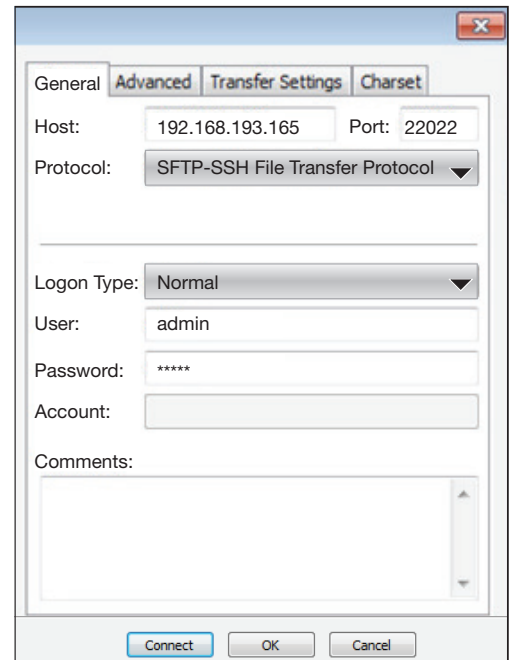 General Advanced Transfer Settings Charset
Host: 192.168.193.165 Port: 22022
Protocol: SFTP-SSH File Transfer Protocol
Logon Type: Normal
User: admin
Password: *****
Account:
Comments:
Connect OK Cancel